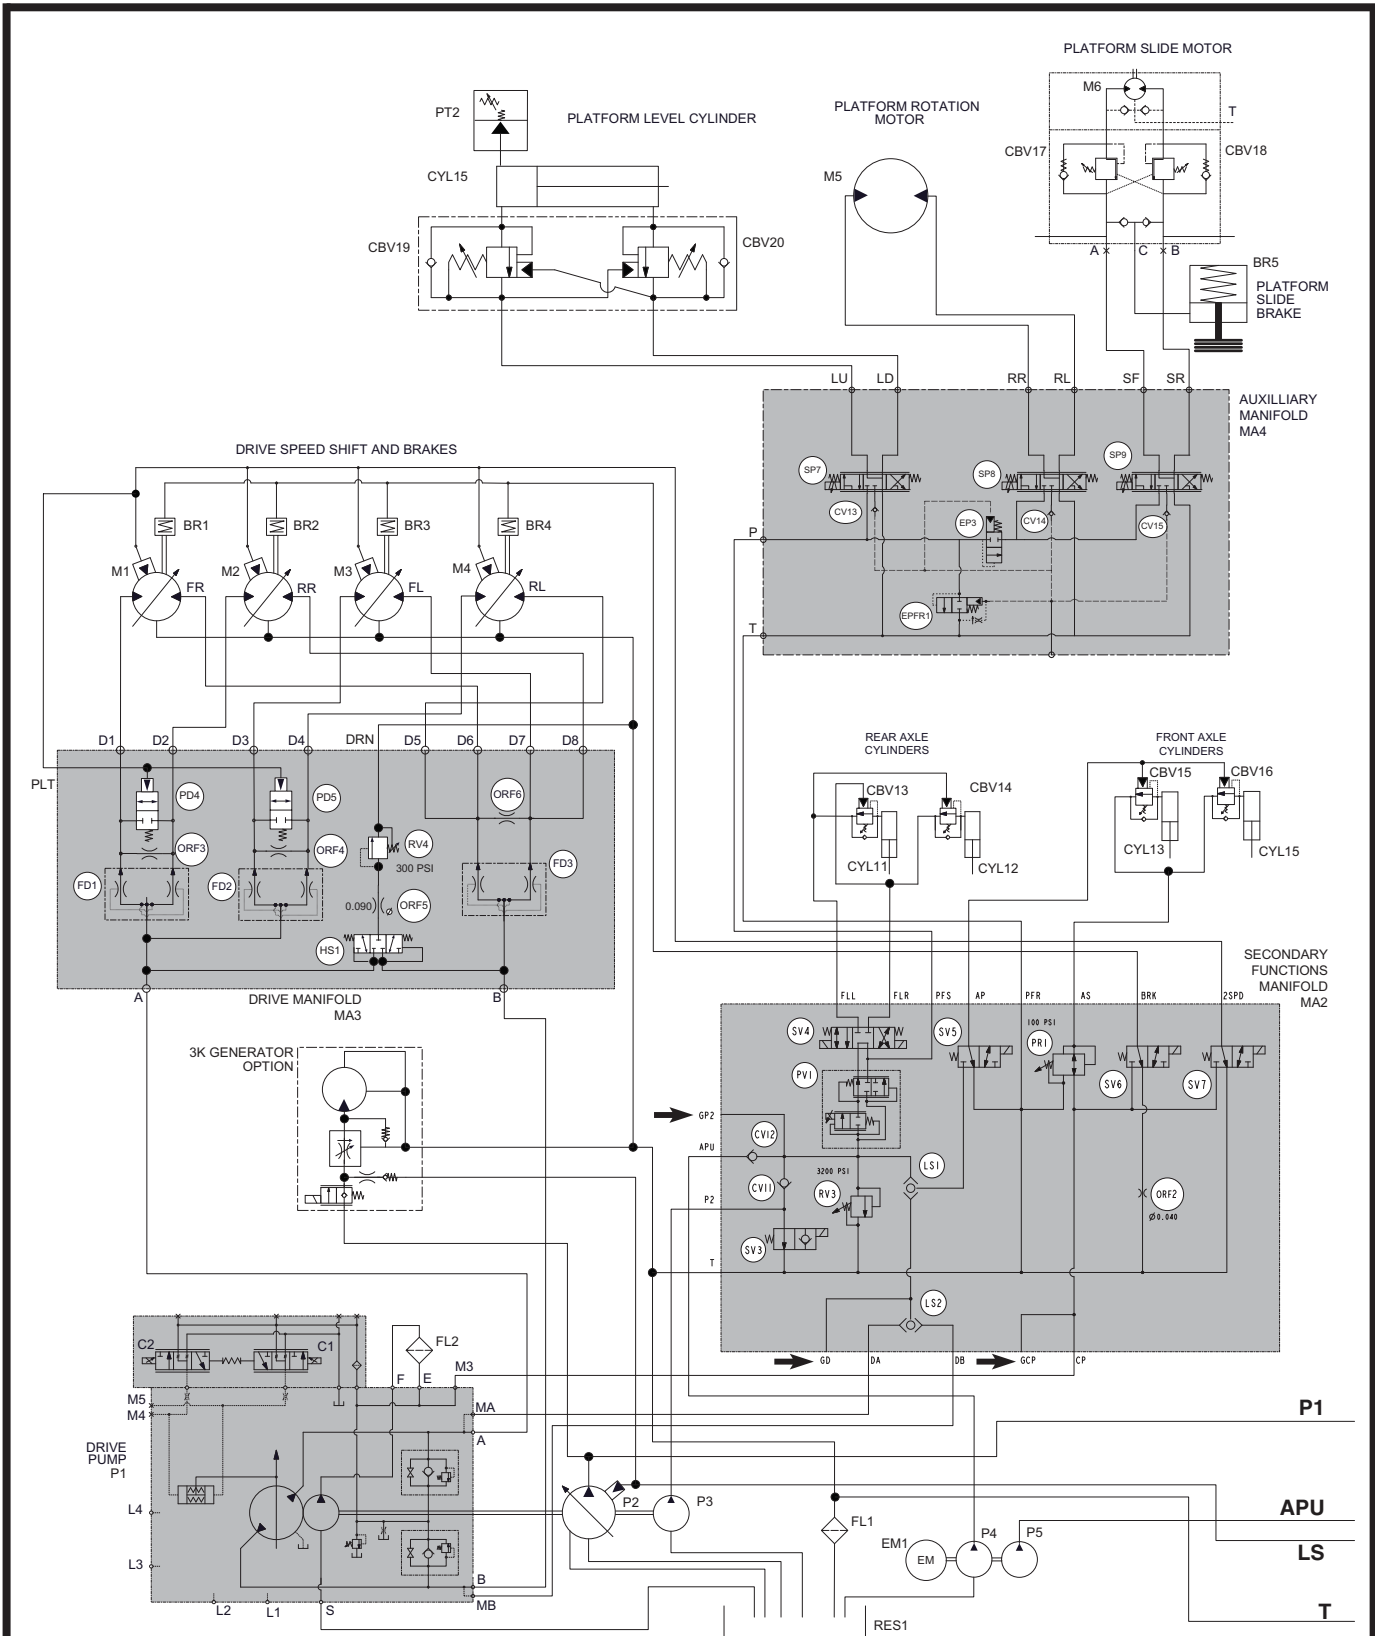 PLATFORM SLIDE MOTOR
M6
T
CBV17
CBV18
A
C
B
PT2
PLATFORM LEVEL CYLINDER
CYL15
CBV19
CBV20
PLATFORM ROTATION
MOTOR
M5
BR5
PLATFORM
SLIDE
BRAKE
LU
LD
RR
RL
SF
SR
AUXILLIARY
MANIFOLD
MA4
SP7
SP8
SP9
CV13
EP3
CV14
CV15
P
EPFR1
T
DRIVE SPEED SHIFT AND BRAKES
BR1
BR2
BR3
BR4
M1
M2
M3
M4
FR
RR
FL
RL
D1
D2
D3
D4
DRN
D5
D6
D7
D8
PLT
PD4
PD5
ORF6
ORF3
ORF4
RV4
300 PSI
FD1
FD2
FD3
0.090
Ø
ORF5
HS1
A
B
DRIVE MANIFOLD
MA3
REAR AXLE
CYLINDERS
FRONT AXLE
CYLINDERS
CBV13
CBV14
CBV15
CBV16
CYL11
CYL12
CYL13
CYL15
SECONDARY
FUNCTIONS
MANIFOLD
MA2
FLL
FLR
PFS
AP
PFR
AS
BRK
2SPD
SV4
SV5
100 PSI
PR1
SV6
SV7
PV1
GP2
APU
CV12
CV11
P2
3200 PSI
RV3
LS1
ORF2
Ø0.040
SV3
T
LS2
GD
DA
DB
GCP
CP
3K GENERATOR
OPTION
C2
C1
FL2
F
E
M3
M5
M4
MA
A
DRIVE
PUMP
P1
L4
L3
L2
L1
S
B
MB
P2
P3
FL1
EM1
EM
P4
P5
RES1
P1
APU
LS
T